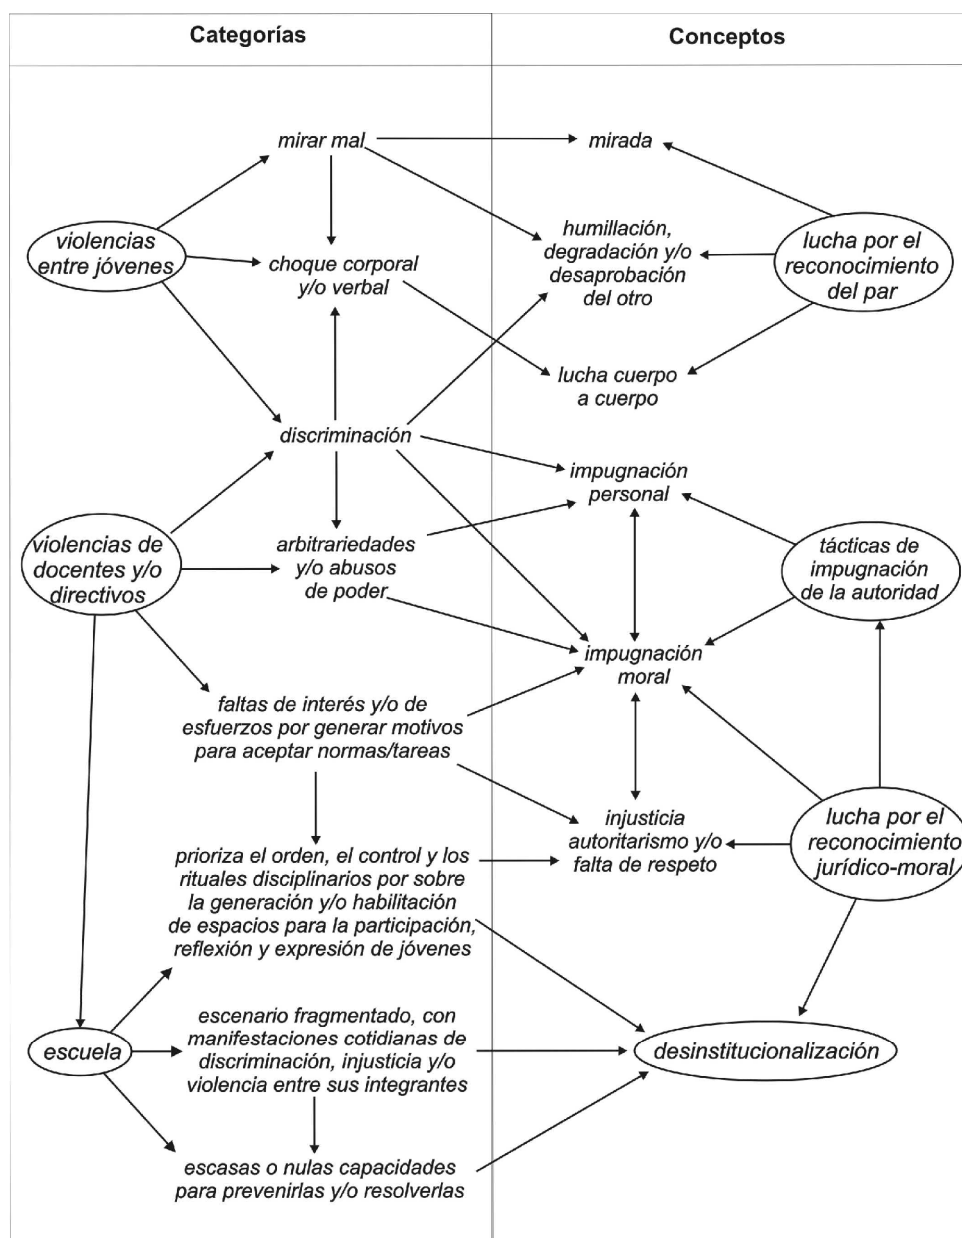 Categorías
Conceptos
mirar mal
mirada
violencias
entre jóvenes
choque corporal
y/o verbal
humillación,
degradación y/o
desaprobación
del otro
lucha por el
reconocimiento
del par
lucha cuerpo
a cuerpo
discriminación
impugnación
personal
violencias de
docentes y/o
directivos
arbitrariedades
y/o abusos
de poder
tácticas de
impugnación
de la autoridad
impugnación
moral
faltas de interés y/o de
esfuerzos por generar motivos
para aceptar normas/tareas
injusticia
autoritarismo y/o
falta de respeto
lucha por el
reconocimiento
jurídico-moral
prioriza el orden, el control y los
rituales disciplinarios por sobre
la generación y/o habilitación
de espacios para la participación,
reflexión y expresión de jóvenes
escuela
escenario fragmentado, con
manifestaciones cotidianas de
discriminación, injusticia y/o
violencia entre sus integrantes
desinstitucionalización
escasas o nulas capacidades
para prevenirlas y/o resolverlas